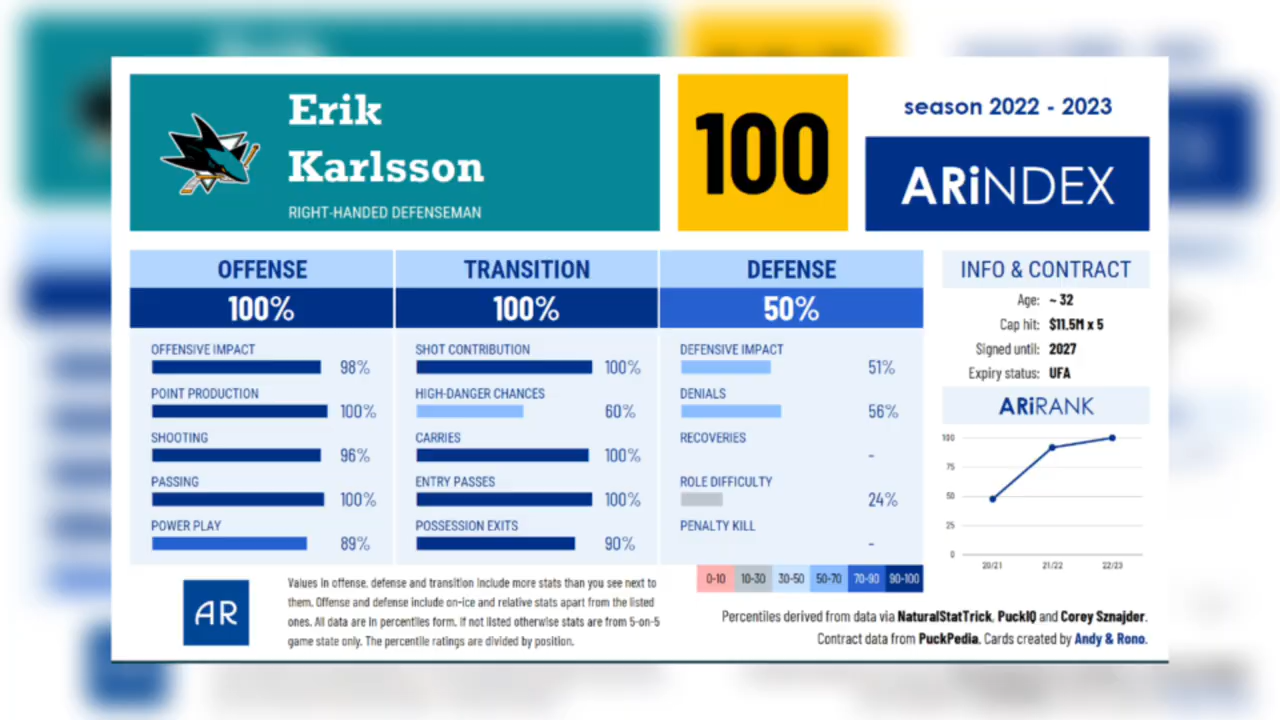 Erik
Karlsson
RIGHT-HANDED DEFENSEMAN
100
season 2022 - 2023
ARiNDEX
OFFENSE
100%
OFFENSIVE IMPACT
98%
POINT PRODUCTION
100%
SHOOTING
96%
PASSING
100%
POWER PLAY
89%
TRANSITION
100%
SHOT CONTRIBUTION
100%
HIGH-DANGER CHANCES
60%
CARRIES
100%
ENTRY PASSES
100%
POSSESSION EXITS
90%
DEFENSE
50%
DEFENSIVE IMPACT
51%
DENIALS
56%
RECOVERIES
-
ROLE DIFFICULTY
24%
PENALTY KILL
-
INFO & CONTRACT
Age: ~ 32
Cap hit: $11.5M x 5
Signed until: 2027
Expiry status: UFA
ARiRANK
100
75
50
25
0
20/21 21/22 22/23
0-10 10-30 30-50 50-70 70-90 90-100
AR
Values in offense, defense and transition include more stats than you see next to
them. Offense and defense include on-ice and relative stats apart from the listed
ones. All data are in percentiles form. If not listed otherwise stats are from 5-on-5
game state only. The percentile ratings are divided by position.
Percentiles derived from data via NaturalStatTrick, PuckIQ and Corey Sznajder.
Contract data from PuckPedia. Cards created by Andy & Rono.